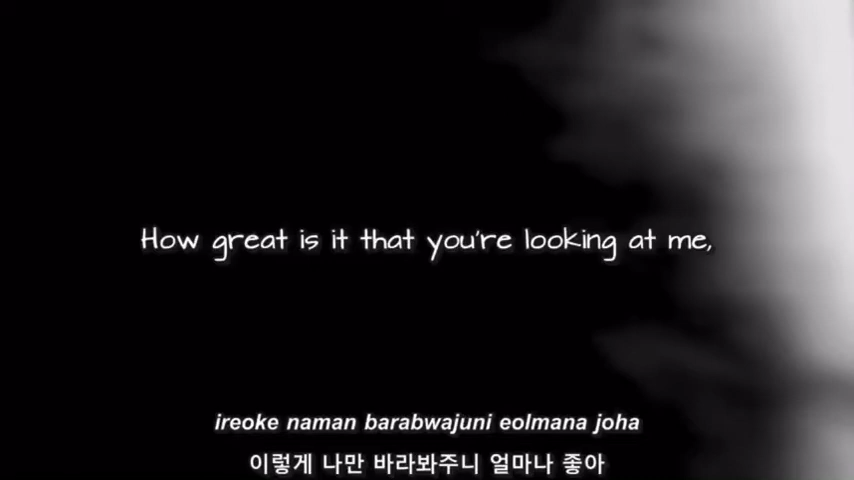 How great is it that you're looking at me,
ireoke naman barabwajuni eolmana joha
이렇게 나만 바라봐주니 얼마나 좋아